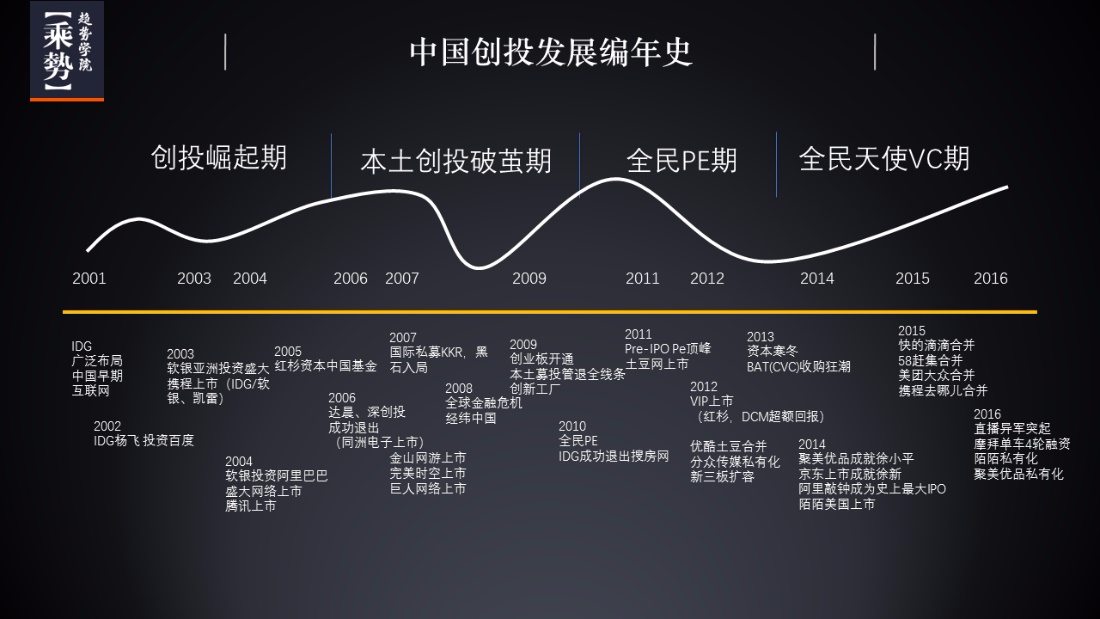 【乘勢】
趋势学院
中国创投发展编年史
创投崛起期
本土创投破茧期
全民PE期
全民天使VC期
2001
2003
2004
2006
2007
2009
2011
2012
2014
2015
2016
IDG
广泛布局
中国早期
互联网
2002
IDG杨飞 投资百度
2003
软银亚洲投资盛大
携程上市（IDG/软
银、凯雷）
2004
软银投资阿里巴巴
盛大网络上市
腾讯上市
2005
红杉资本中国基金
2006
达晨、深创投
成功退出
（同洲电子上市）
2007
国际私募KKR，黑
石入局
金山网游上市
完美时空上市
巨人网络上市
2008
全球金融危机
经纬中国
2009
创业板开通
本土募投管退全线条
创新工厂
2010
全民PE
IDG成功退出搜房网
2011
Pre-IPO Pe顶峰
土豆网上市
2012
VIP上市
（红杉，DCM超额回报）
优酷土豆合并
分众传媒私有化
新三板扩容
2013
资本寒冬
BAT(CVC)收购狂潮
2014
聚美优品成就徐小平
京东上市成就徐新
阿里敲钟成为史上最大IPO
陌陌美国上市
2015
快的滴滴合并
58赶集合并
美团大众合并
携程去哪儿合并
2016
直播异军突起
摩拜单车4轮融资
陌陌私有化
聚美优品私有化